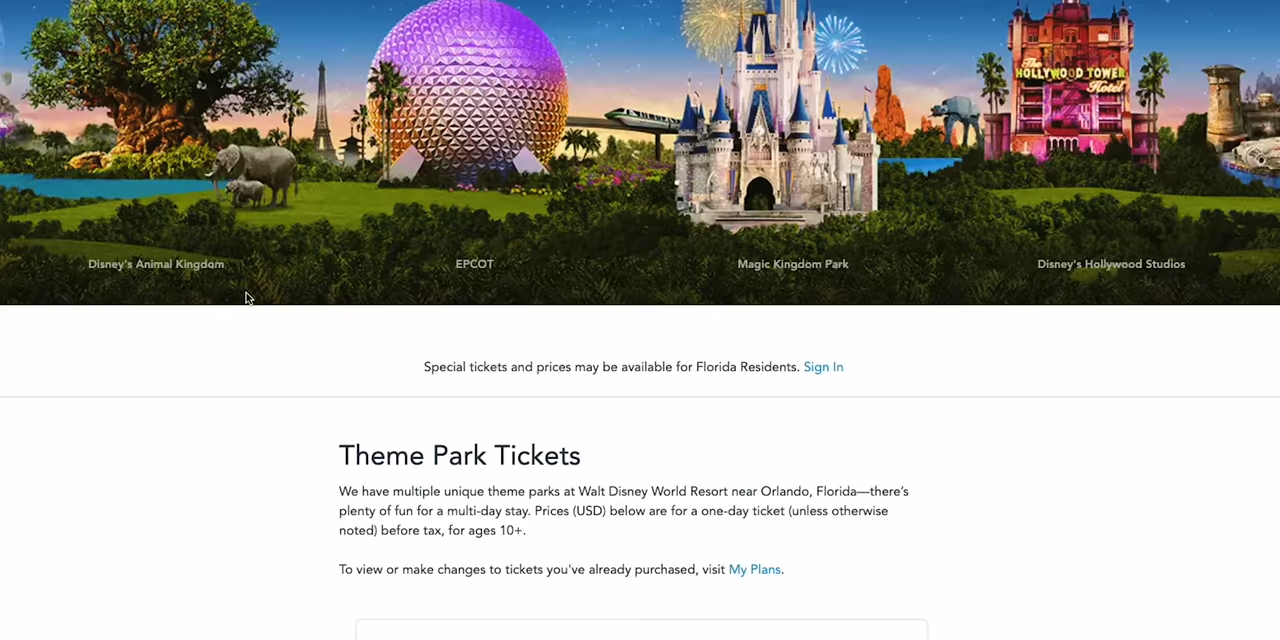 The
HOLLYWOOD TOWER
Hotel
Disney's Animal Kingdom
EPCOT
Magic Kingdom Park
Disney's Hollywood Studios
Special tickets and prices may be available for Florida Residents. Sign In
Theme Park Tickets
We have multiple unique theme parks at Walt Disney World Resort near Orlando, Florida—there's
plenty of fun for a multi-day stay. Prices (USD) below are for a one-day ticket (unless otherwise
noted) before tax, for ages 10+.
To view or make changes to tickets you've already purchased, visit My Plans.